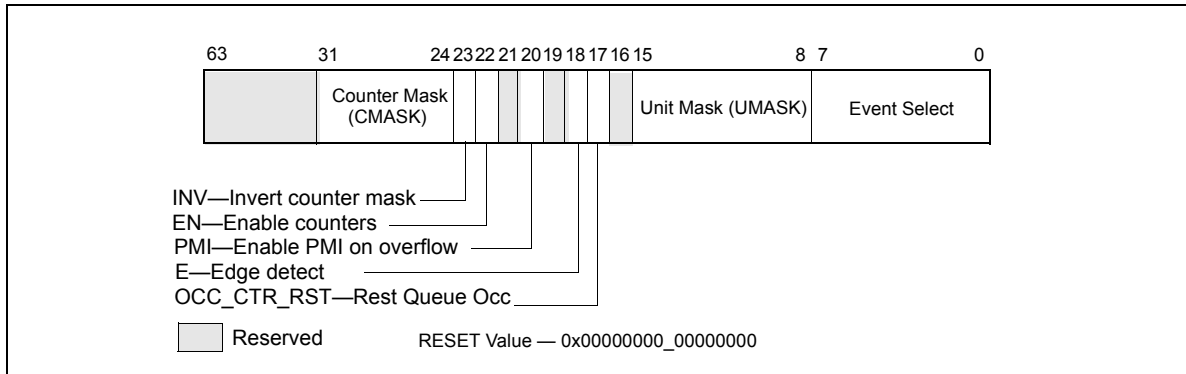 63 31 24 23 22 21 20 19 18 17 16 15 8 7 0
Counter Mask
(CMASK)
Unit Mask (UMASK)
Event Select
INV—Invert counter mask
EN—Enable counters
PMI—Enable PMI on overflow
E—Edge detect
OCC_CTR_RST—Rest Queue Occ
Reserved
RESET Value — 0x00000000_00000000